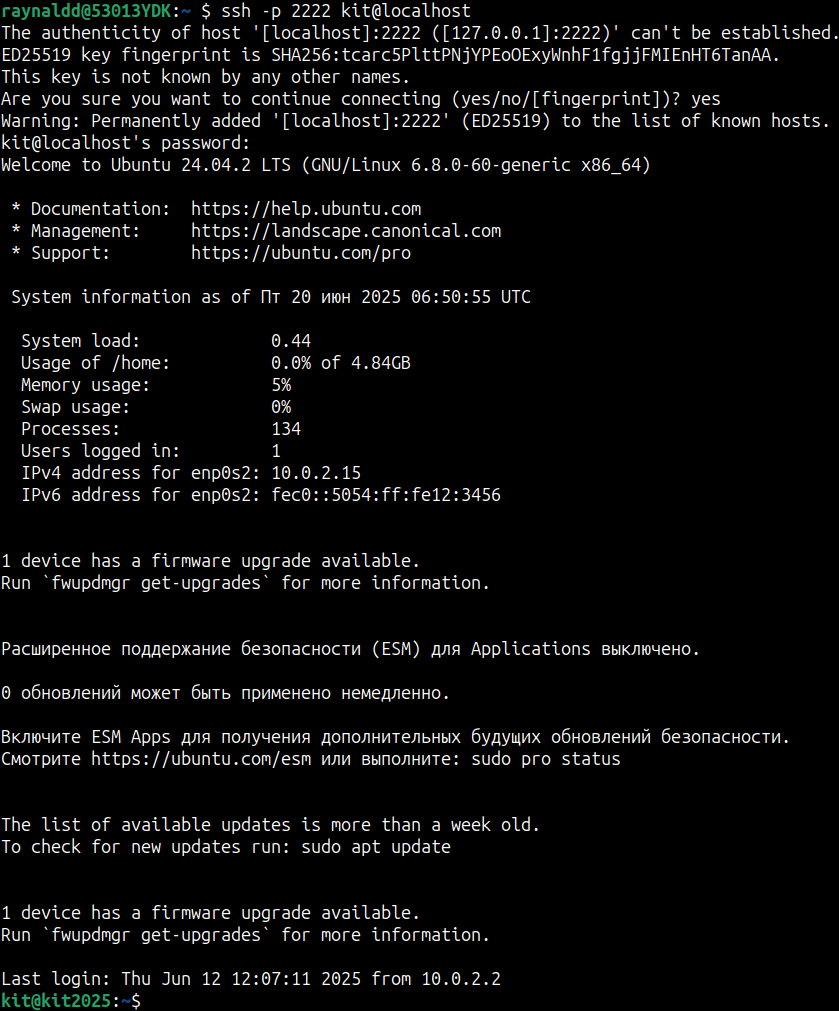 raynaldd@53013YDK:~ $ ssh -p 2222 kit@localhost
The authenticity of host '[localhost]:2222 ([127.0.0.1]:2222)' can't be established.
ED25519 key fingerprint is SHA256:tcarc5PlttPNjYPEoOExyWnhF1fgjjFMIEnHT6TanAA.
This key is not known by any other names.
Are you sure you want to continue connecting (yes/no/[fingerprint])? yes
Warning: Permanently added '[localhost]:2222' (ED25519) to the list of known hosts.
kit@localhost's password:
Welcome to Ubuntu 24.04.2 LTS (GNU/Linux 6.8.0-60-generic x86_64)
* Documentation:  https://help.ubuntu.com
* Management:     https://landscape.canonical.com
* Support:        https://ubuntu.com/pro
System information as of Пт 20 июн 2025 06:50:55 UTC
System load:             0.44
Usage of /home:          0.0% of 4.84GB
Memory usage:            5%
Swap usage:              0%
Processes:               134
Users logged in:         1
IPv4 address for enp0s2: 10.0.2.15
IPv6 address for enp0s2: fec0::5054:ff:fe12:3456
1 device has a firmware upgrade available.
Run `fwupdmgr get-upgrades` for more information.
Расширенное поддержание безопасности (ESM) для Applications выключено.
0 обновлений может быть применено немедленно.
Включите ESM Apps для получения дополнительных будущих обновлений безопасности.
Смотрите https://ubuntu.com/esm или выполните: sudo pro status
The list of available updates is more than a week old.
To check for new updates run: sudo apt update
1 device has a firmware upgrade available.
Run `fwupdmgr get-upgrades` for more information.
Last login: Thu Jun 12 12:07:11 2025 from 10.0.2.2
kit@kit2025:~$